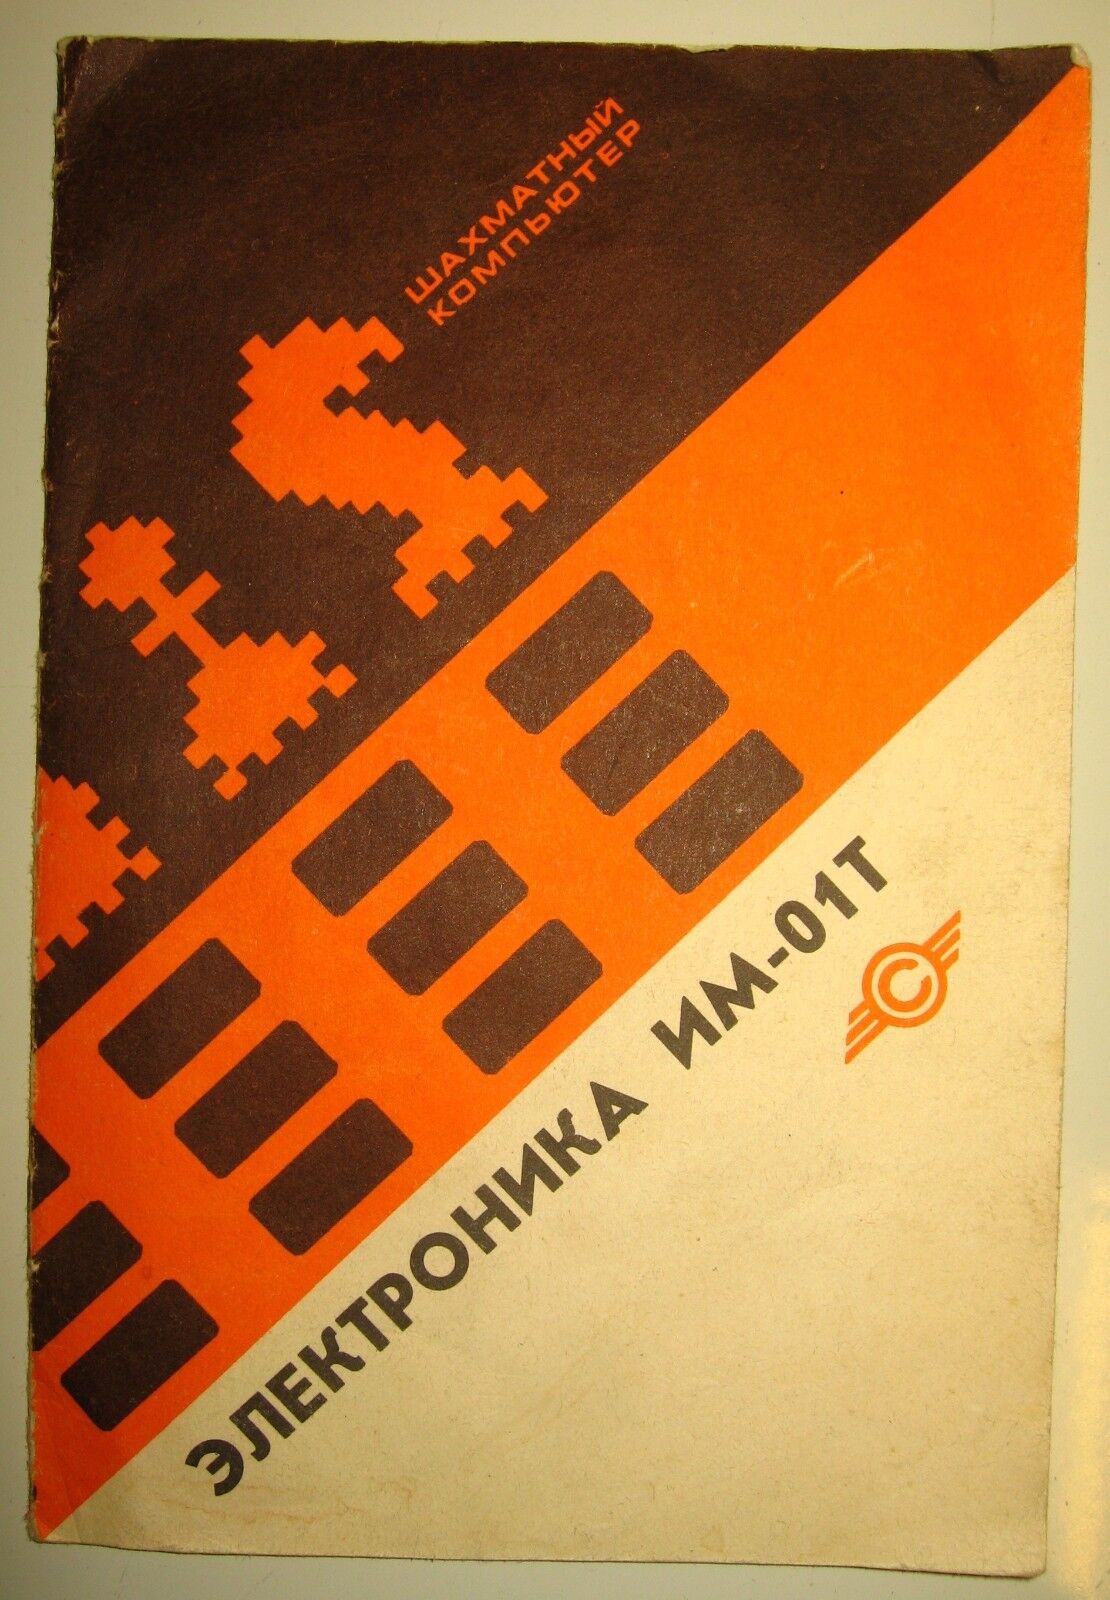 ШАХМАТНЫЙ
КОМПЬЮТЕР
ЭЛЕКТРОНИКА ИМ-01Т
С